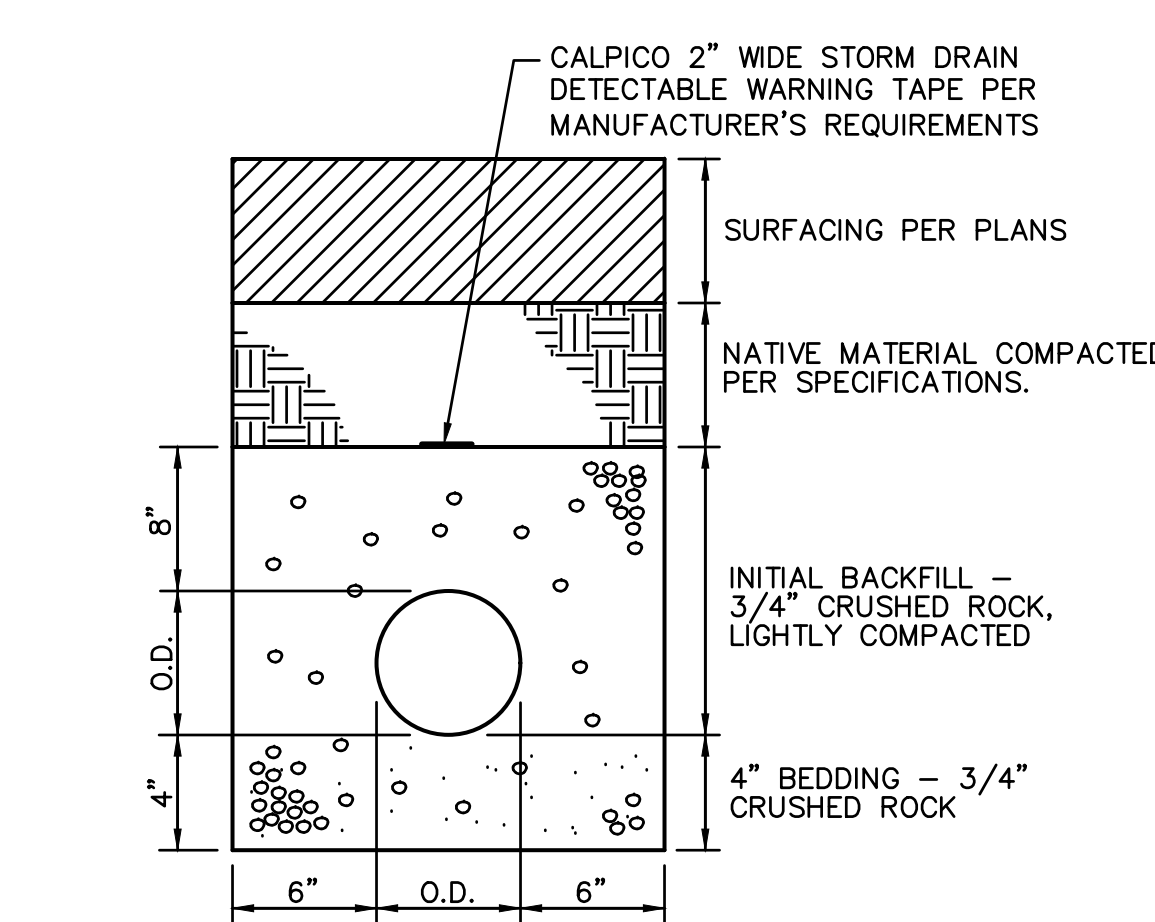 CALPICO 2” WIDE STORM DRAIN
DETECTABLE WARNING TAPE PER
MANUFACTURER’S REQUIREMENTS
SURFACING PER PLANS
NATIVE MATERIAL COMPACTED
PER SPECIFICATIONS.
8”
INITIAL BACKFILL –
3/4” CRUSHED ROCK,
LIGHTLY COMPACTED
O.D.
4”
4” BEDDING – 3/4”
CRUSHED ROCK
6”
O.D.
6”